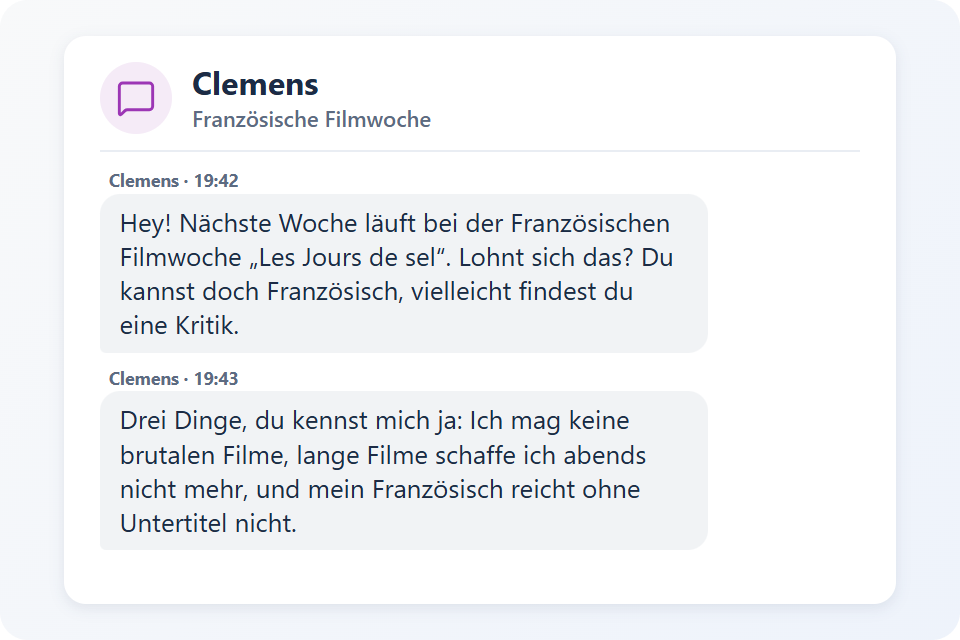 Clemens
Französische Filmwoche
Clemens · 19:42
Hey! Nächste Woche läuft bei der Französischen
Filmwoche „Les Jours de sel“. Lohnt sich das? Du
kannst doch Französisch, vielleicht findest du
eine Kritik.
Clemens · 19:43
Drei Dinge, du kennst mich ja: Ich mag keine
brutalen Filme, lange Filme schaffe ich abends
nicht mehr, und mein Französisch reicht ohne
Untertitel nicht.